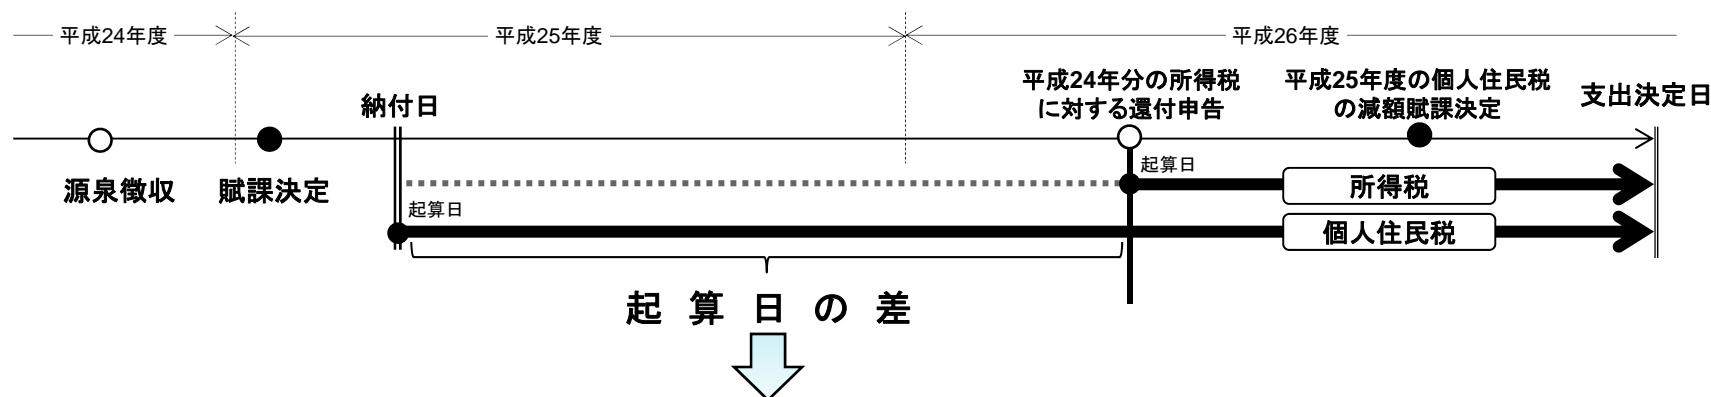 平成24年度
平成25年度
平成26年度
平成24年分の所得税
に対する還付申告
平成25年度の個人住民税
の減額賦課決定
支出決定日
納付日
源泉徴収
賦課決定
起算日
所得税
起算日
個人住民税
起算日の差